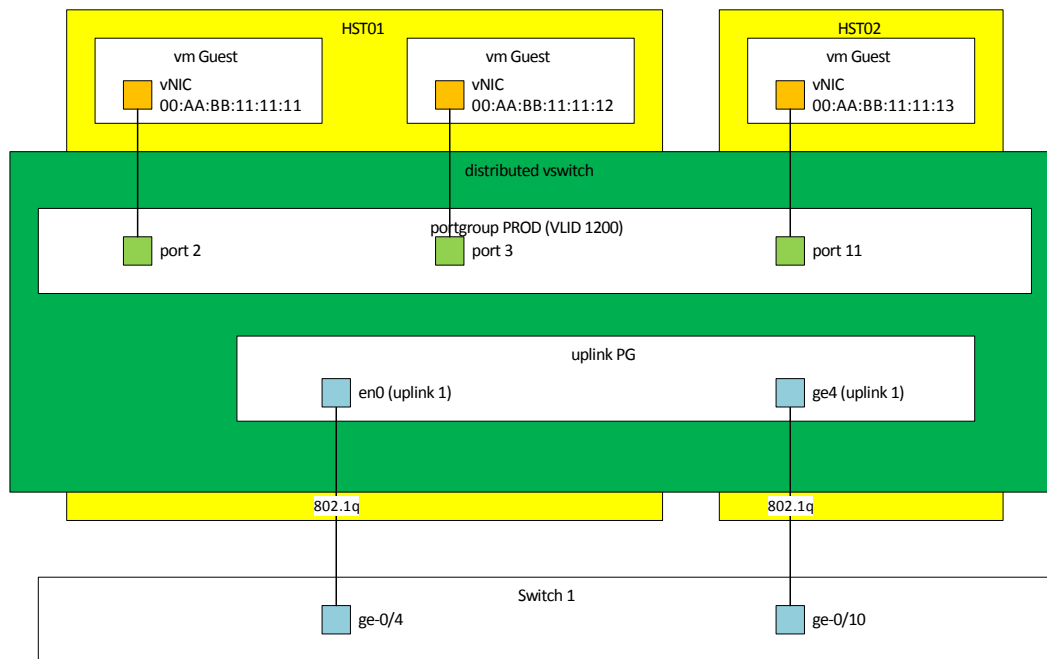 HST01
HST02
vm Guest
vm Guest
vm Guest
vNIC
00:AA:BB:11:11:11
vNIC
00:AA:BB:11:11:12
vNIC
00:AA:BB:11:11:13
distributed vswitch
portgroup PROD (VLID 1200)
port 2
port 3
port 11
uplink PG
en0 (uplink 1)
ge4 (uplink 1)
802.1q
802.1q
Switch 1
ge-0/4
ge-0/10